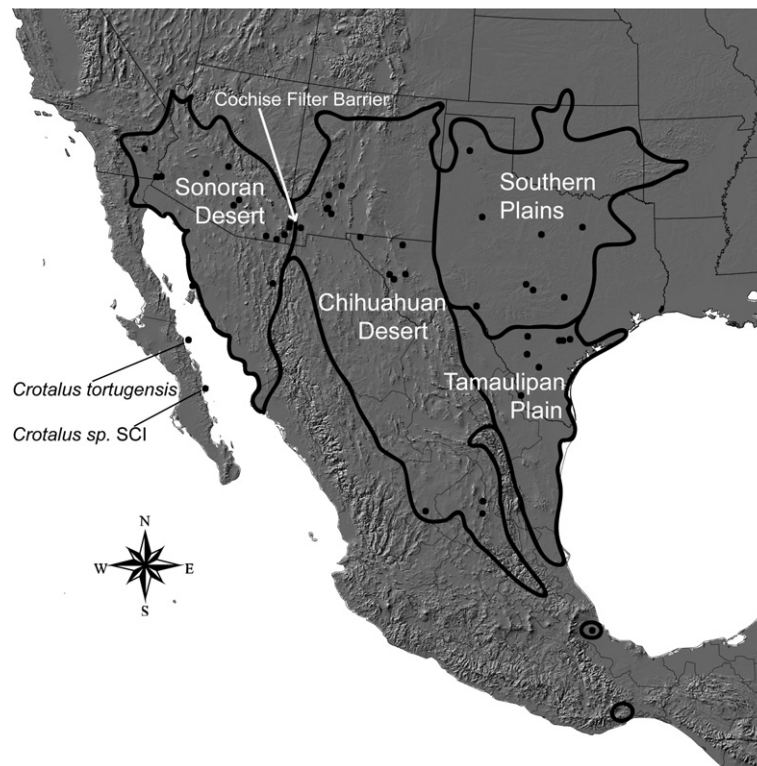 Cochise Filter Barrier
Sonoran
Desert
Southern
Plains
Chihuahuan
Desert
Tamaulipan
Plain
Crotalus tortugensis
Crotalus sp. SCI
N
W E
S